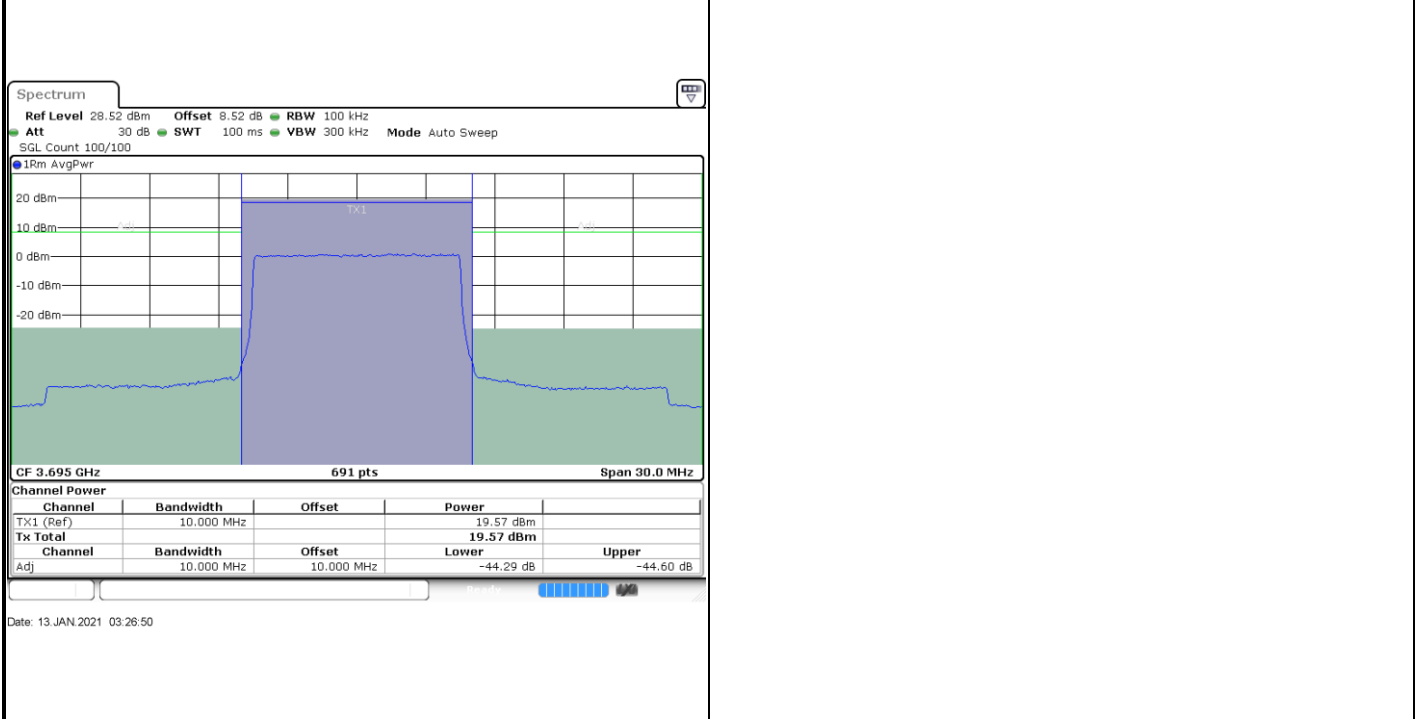 Spectrum
Ref Level 28.52 dBm Offset 8.52 dB RBW 100 kHz
Att 30 dB SWT 100 ms VBW 300 kHz Mode Auto Sweep
SGL Count 100/100
1Rm AvgPwr
20 dBm
TX1
10 dBm Adj Adj
0 dBm
-10 dBm
-20 dBm
CF 3.695 GHz 691 pts Span 30.0 MHz
Channel Power
Channel Bandwidth Offset Power
TX1 (Ref) 10.000 MHz 19.57 dBm
Tx Total 19.57 dBm
Channel Bandwidth Offset Lower Upper
Adj 10.000 MHz 10.000 MHz -44.29 dB -44.60 dB
Ready
Date: 13.JAN.2021 03:26:50